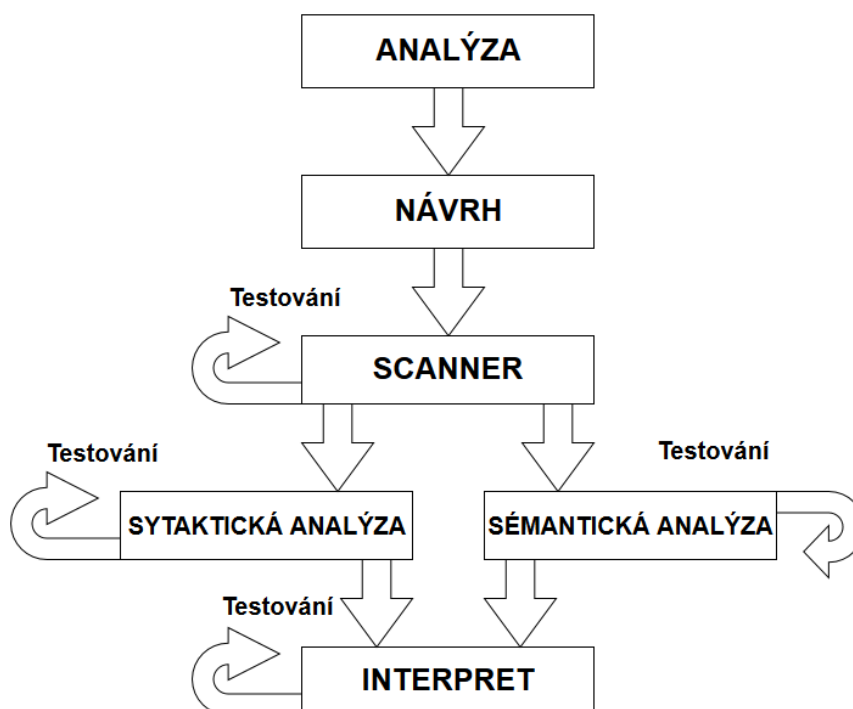 ANALÝZA
NÁVRH
Testování
SCANNER
Testování
Testování
SYTAKTICKÁ ANALÝZA
SÉMANTICKÁ ANALÝZA
Testování
INTERPRET